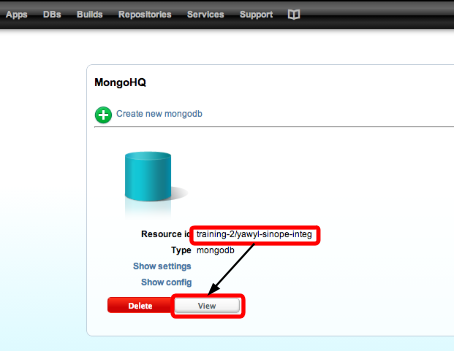 Apps DBs Builds Repositories Services Support
MongoHQ
Create new mongodb
Resource id training-2/yawyl-sinope-integ
Type mongodb
Show settings
Show config
Delete View